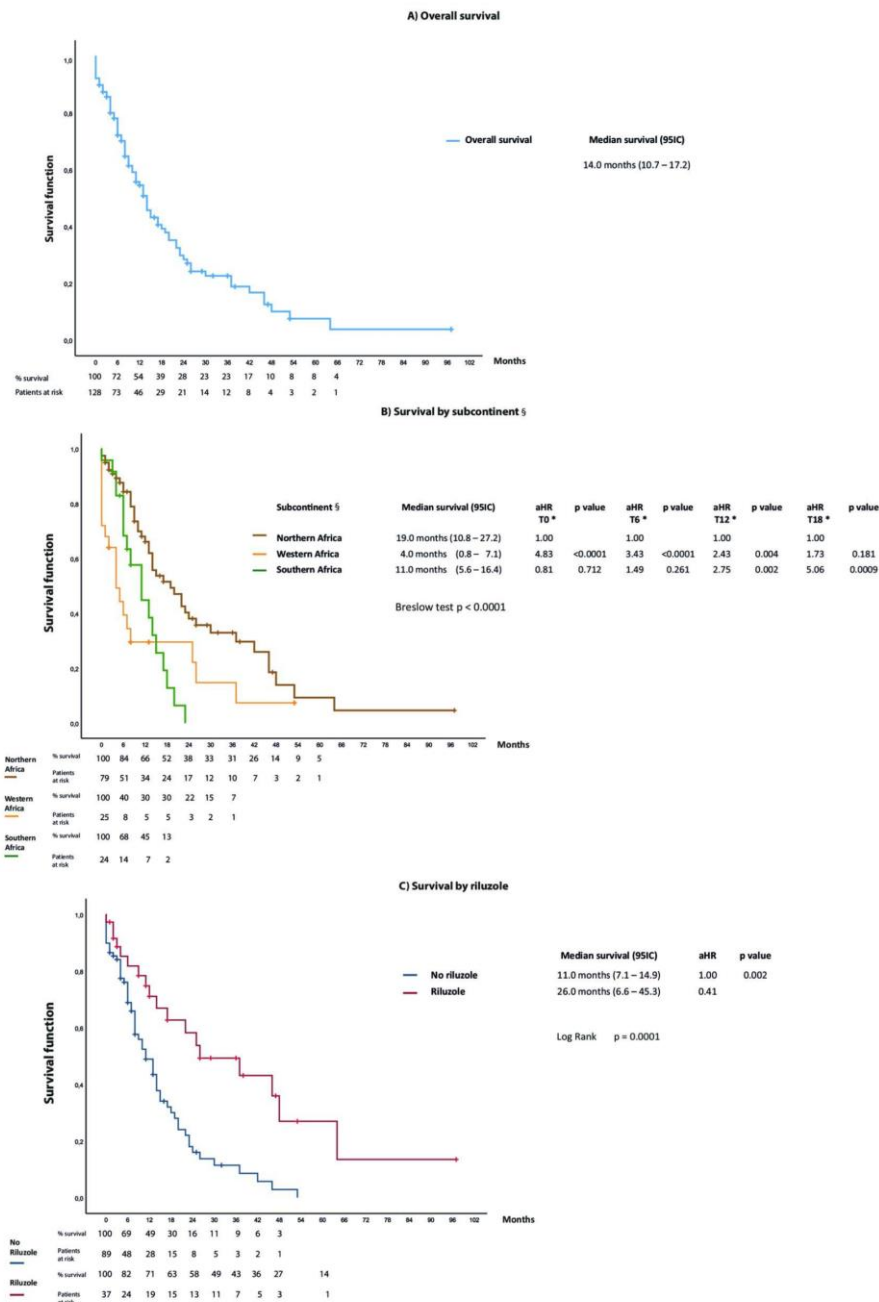 A) Overall survival
1,0
0,8
0,6
0,4
0,2
0,0
Survival function
Overall survival
Median survival (95IC)
14.0 months (10.7 – 17.2)
0 6 12 18 24 30 36 42 48 54 60 66 72 78 84 90 96 102 Months
% survival 100 72 54 39 28 23 23 17 10 8 8 4
Patients at risk 128 73 46 29 21 14 12 8 4 3 2 1
B) Survival by subcontinent §
1,0
0,8
0,6
0,4
0,2
0,0
Survival function
Subcontinent § Median survival (95IC) aHR T0 * p value aHR T6 * p value aHR T12 * p value aHR T18 * p value
Northern Africa 19.0 months (10.8 – 27.2) 1.00 1.00 1.00 1.00
Western Africa 4.0 months (0.8 – 7.1) 4.83 <0.0001 3.43 <0.0001 2.43 0.004 1.73 0.181
Southern Africa 11.0 months (5.6 – 16.4) 0.81 0.712 1.49 0.261 2.75 0.002 5.06 0.0009
Breslow test p < 0.0001
0 6 12 18 24 30 36 42 48 54 60 66 72 78 84 90 96 102 Months
Northern Africa % survival 100 84 66 52 38 33 31 26 14 9 5
Patients at risk 79 51 34 24 17 12 10 7 3 2 1
Western Africa % survival 100 40 30 30 22 15 7
Patients at risk 25 8 5 5 3 2 1
Southern Africa % survival 100 68 45 13
Patients at risk 24 14 7 2
C) Survival by riluzole
1,0
0,8
0,6
0,4
0,2
0,0
Survival function
Median survival (95IC) aHR p value
No riluzole 11.0 months (7.1 – 14.9) 1.00 0.002
Riluzole 26.0 months (6.6 – 45.3) 0.41
Log Rank p = 0.0001
0 6 12 18 24 30 36 42 48 54 60 66 72 78 84 90 96 102 Months
No Riluzole % survival 100 69 49 30 16 11 9 6 3
Patients at risk 89 48 28 15 8 5 3 2 1
Riluzole % survival 100 82 71 63 58 49 43 36 27 14
Patients at risk 37 24 19 15 13 11 7 5 3 1